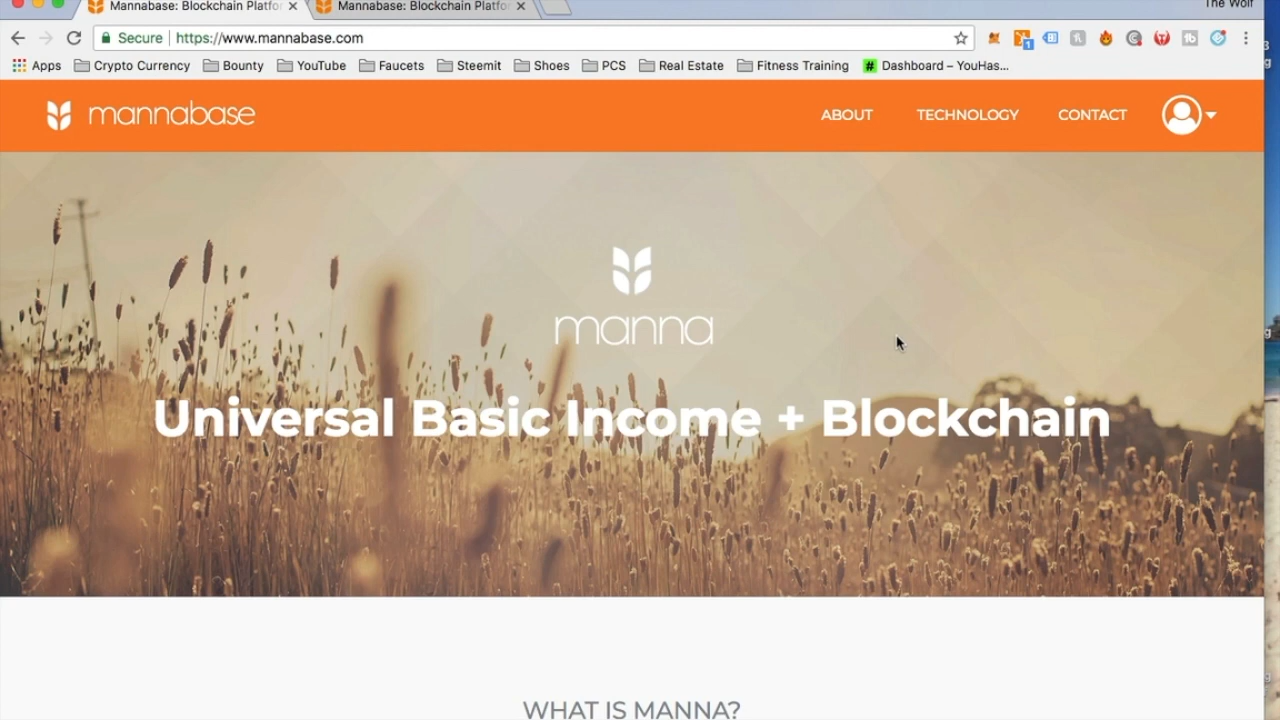 Mannabase: Blockchain Platfo
Mannabase: Blockchain Platfo
The Wolf
Secure
https://www.mannabase.com
1
Apps
Crypto Currency
Bounty
YouTube
Faucets
Steemit
Shoes
PCS
Real Estate
Fitness Training
Dashboard – YouHas...
mannabase
ABOUT
TECHNOLOGY
CONTACT
manna
Universal Basic Income + Blockchain
WHAT IS MANNA?